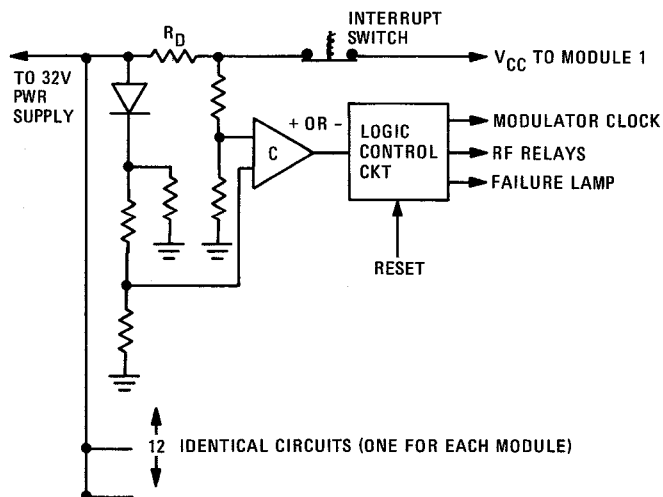 INTERRUPT
SWITCH
R_D
V_CC TO MODULE 1
TO 32V
PWR
SUPPLY
+ OR -
C
LOGIC
CONTROL
CKT
MODULATOR CLOCK
RF RELAYS
FAILURE LAMP
RESET
12 IDENTICAL CIRCUITS (ONE FOR EACH MODULE)